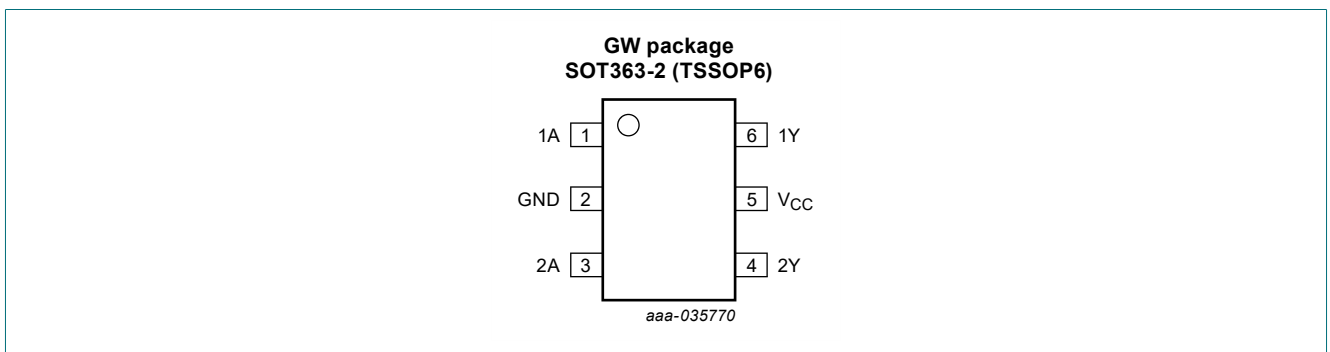 GW package
SOT363-2 (TSSOP6)
1A 1 6 1Y
GND 2 5 VCC
2A 3 4 2Y
aaa-035770